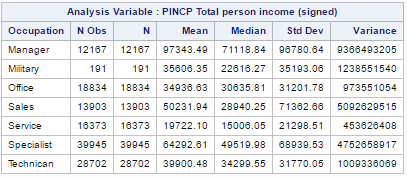 Analysis Variable : PINCP Total person income (signed)
Occupation N Obs N Mean Median Std Dev Variance
Manager 12167 12167 97343.49 71118.84 96780.64 9366493205
Military 191 191 35606.35 22616.27 35193.06 1238551540
Office 18834 18834 34936.63 30635.81 31201.78 973551054
Sales 13903 13903 50231.94 28940.25 71362.66 5092629515
Service 16373 16373 19722.10 15006.05 21298.51 453626408
Specialist 39945 39945 64292.61 49519.98 68939.53 4752658917
Technican 28702 28702 39900.48 34299.55 31770.05 1009336069